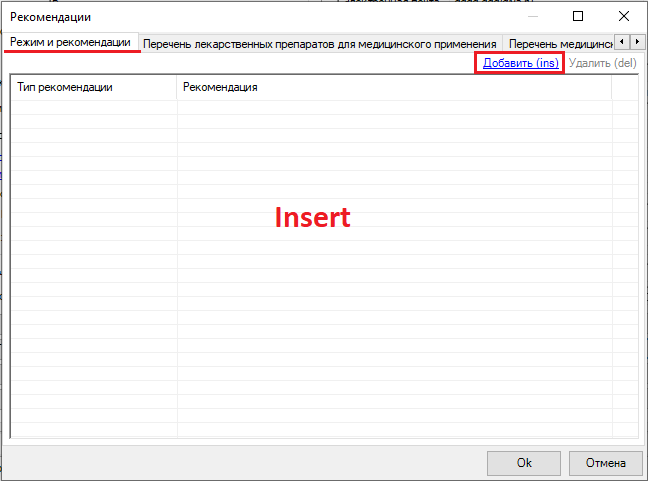 Рекомендации
Режим и рекомендации Перечень лекарственных препаратов для медицинского применения Перечень медицинск
Добавить (ins) Удалить (del)
Тип рекомендации Рекомендация
Insert
Ok Отмена